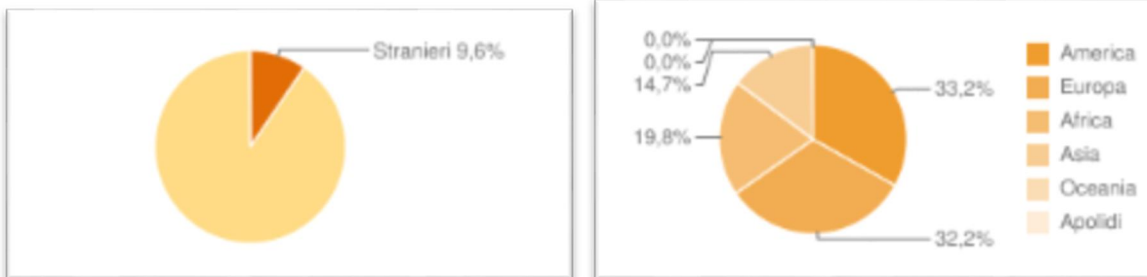 Stranieri 9,6%
0,0%
0,0%
14,7%
19,8%
33,2%
32,2%
America
Europa
Africa
Asia
Oceania
Apolidi